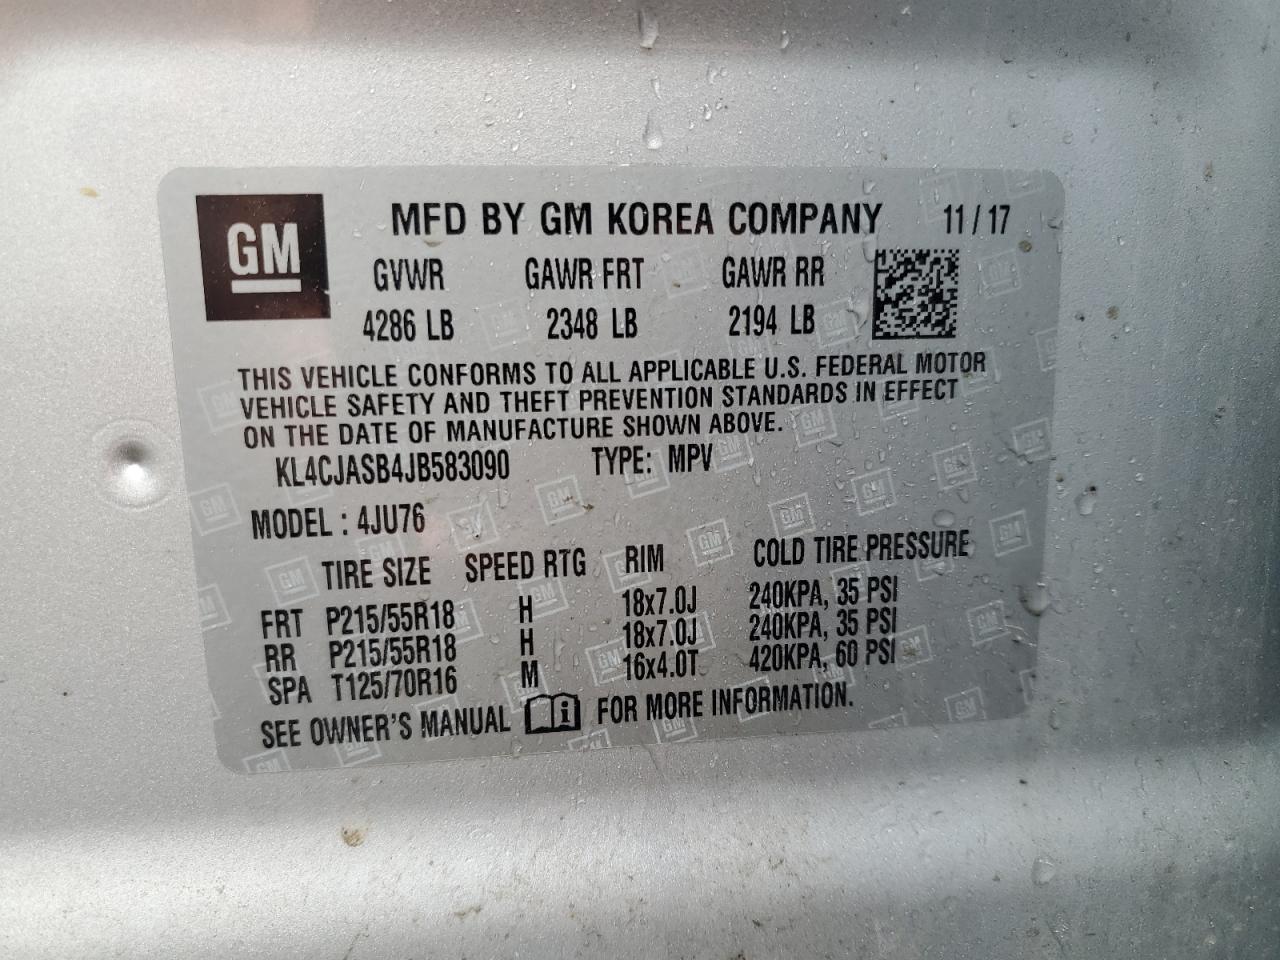 GM MFD BY GM KOREA COMPANY 11 / 17
GVWR GAWR FRT GAWR RR
4286 LB 2348 LB 2194 LB
THIS VEHICLE CONFORMS TO ALL APPLICABLE U.S. FEDERAL MOTOR
VEHICLE SAFETY AND THEFT PREVENTION STANDARDS IN EFFECT
ON THE DATE OF MANUFACTURE SHOWN ABOVE.
KL4CJASB4JB583090 TYPE: MPV
MODEL : 4JU76
TIRE SIZE SPEED RTG RIM COLD TIRE PRESSURE
FRT P215/55R18 H 18x7.0J 240KPA, 35 PSI
RR P215/55R18 H 18x7.0J 240KPA, 35 PSI
SPA T125/70R16 M 16x4.0T 420KPA, 60 PSI
SEE OWNER'S MANUAL i FOR MORE INFORMATION.